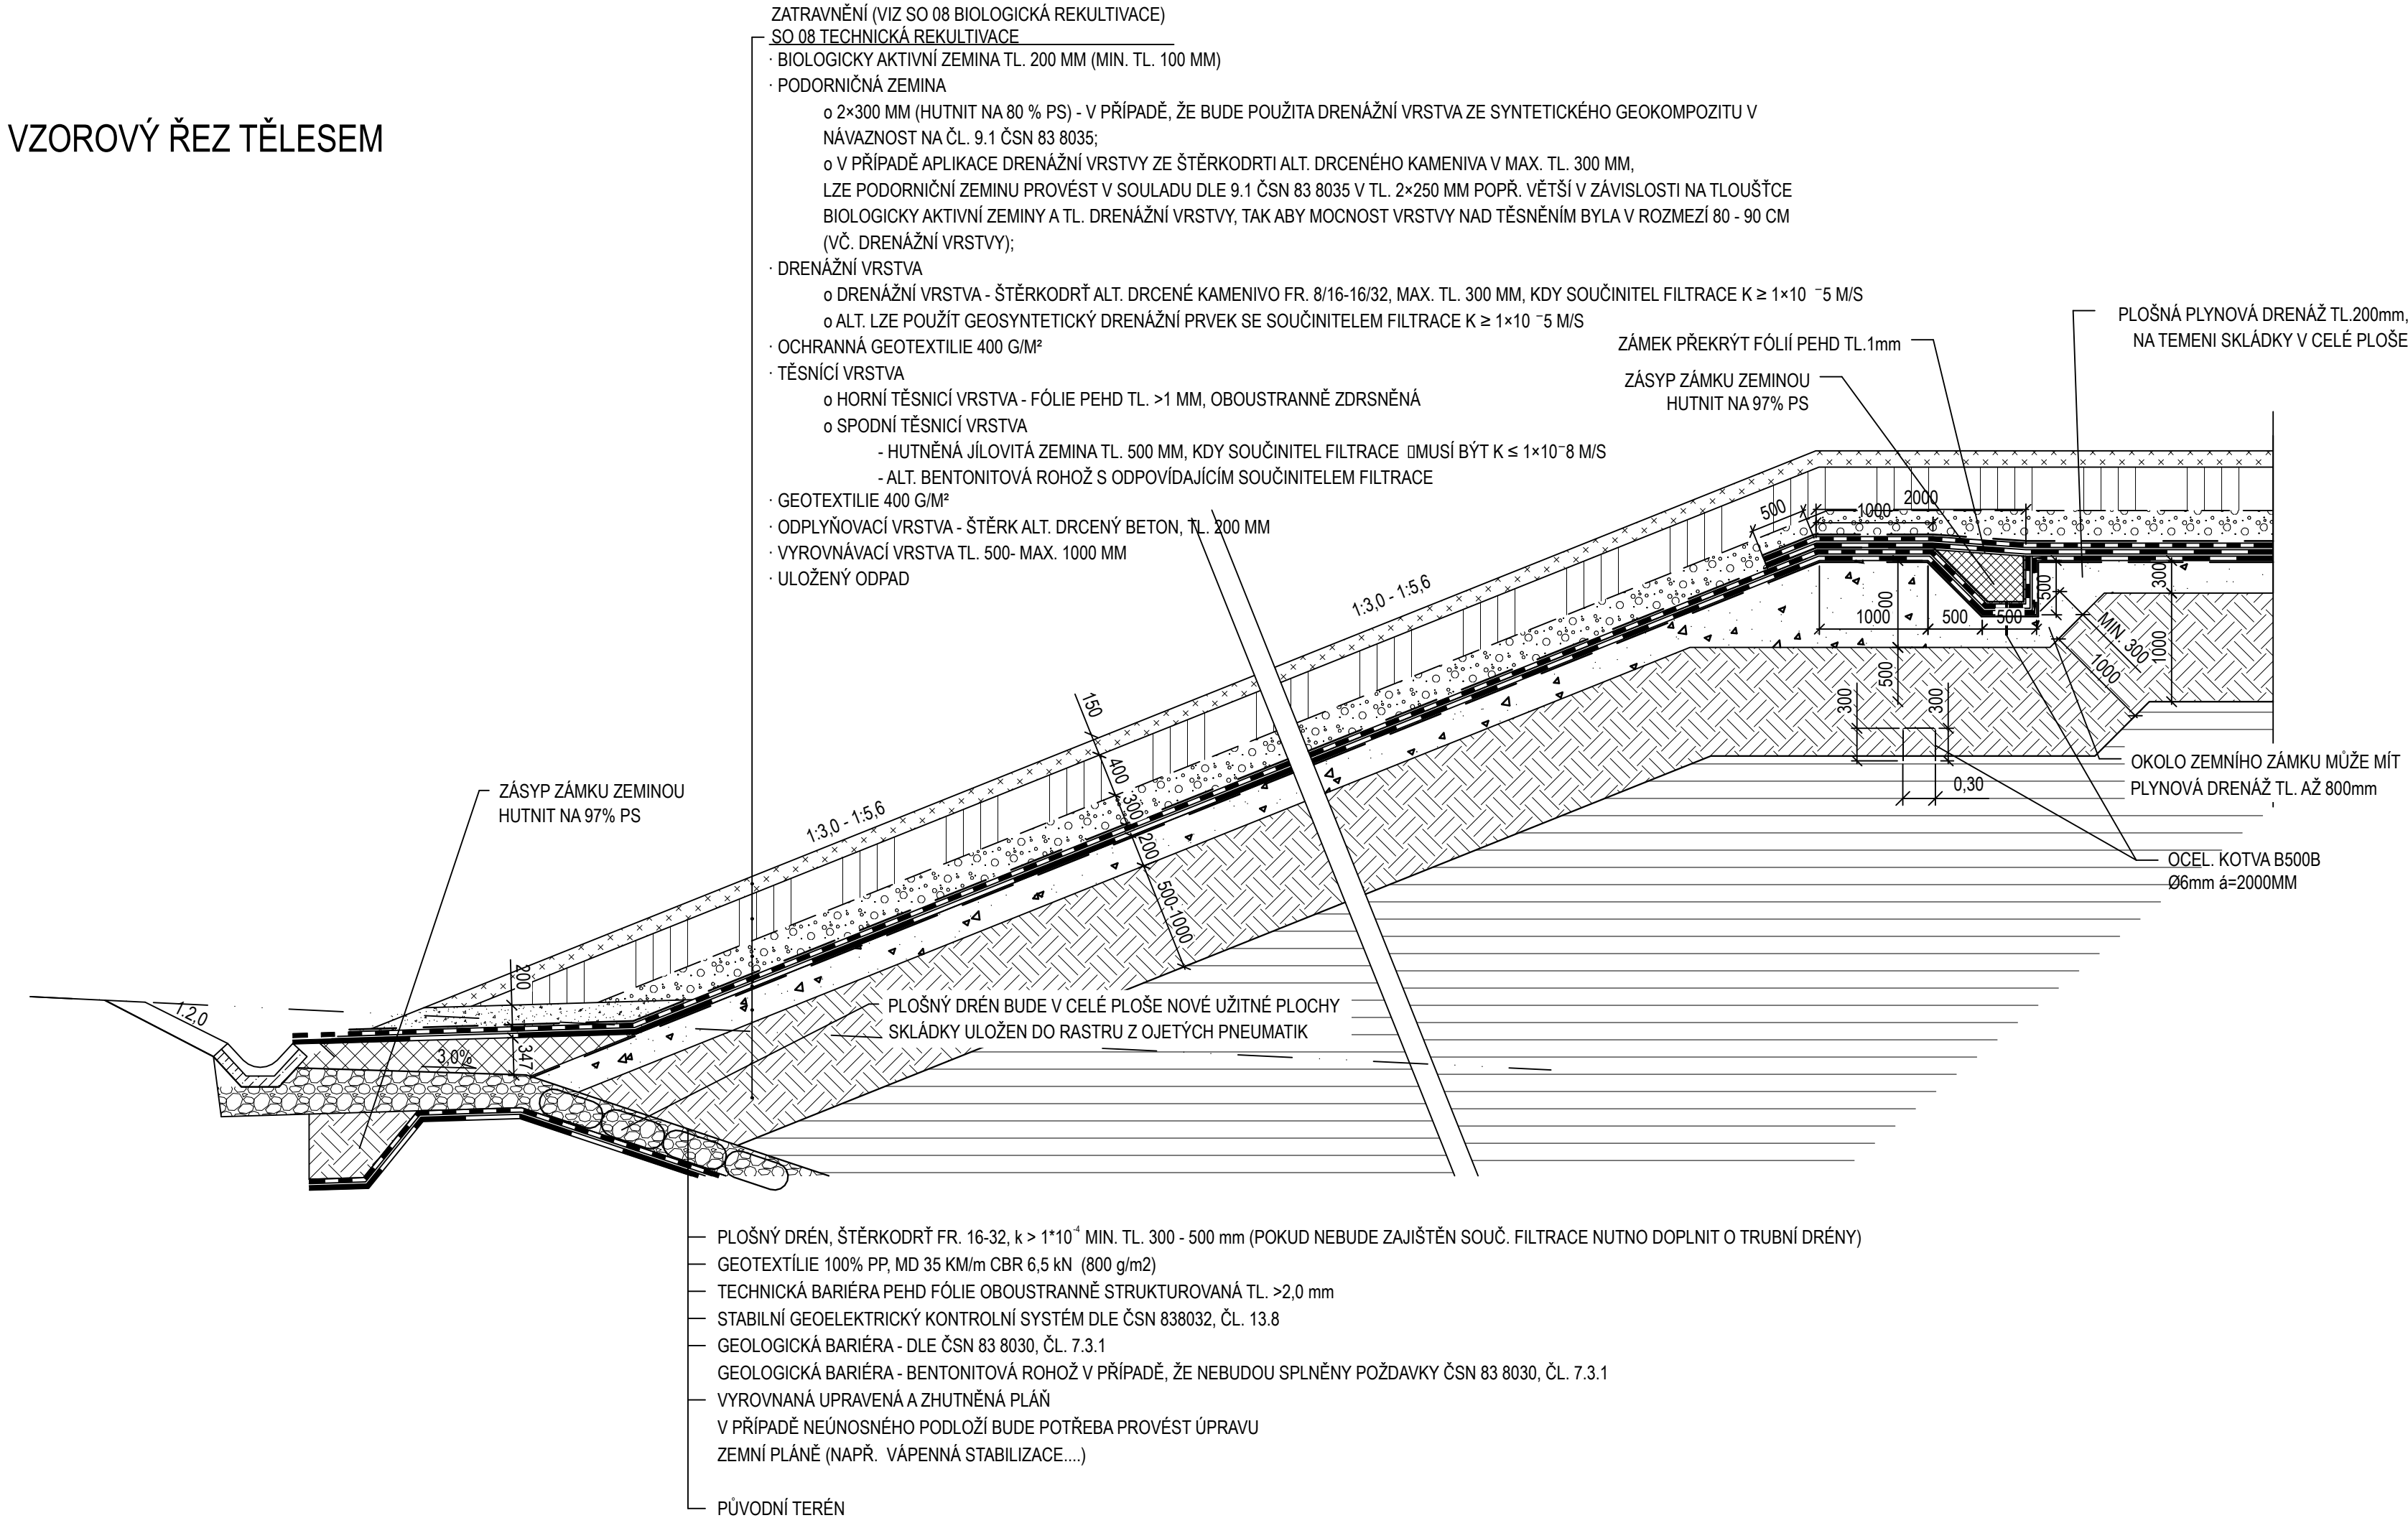 ZATRAVNĚNÍ (VIZ SO 08 BIOLOGICKÁ REKULTIVACE)
SO 08 TECHNICKÁ REKULTIVACE
· BIOLOGICKY AKTIVNÍ ZEMINA TL. 200 MM (MIN. TL. 100 MM)
· PODORNIČNÁ ZEMINA
o 2×300 MM (HUTNIT NA 80 % PS) - V PŘÍPADĚ, ŽE BUDE POUŽITA DRENÁŽNÍ VRSTVA ZE SYNTETICKÉHO GEOKOMPOZITU V
NÁVAZNOST NA ČL. 9.1 ČSN 83 8035;
o V PŘÍPADĚ APLIKACE DRENÁŽNÍ VRSTVY ZE ŠTĚRKODRTI ALT. DRCENÉHO KAMENIVA V MAX. TL. 300 MM,
LZE PODORNIČNÍ ZEMINU PROVÉST V SOULADU DLE 9.1 ČSN 83 8035 V TL. 2×250 MM POPŘ. VĚTŠÍ V ZÁVISLOSTI NA TLOUŠŤCE
BIOLOGICKY AKTIVNÍ ZEMINY A TL. DRENÁŽNÍ VRSTVY, TAK ABY MOCNOST VRSTVY NAD TĚSNĚNÍM BYLA V ROZMEZÍ 80 - 90 CM
(VČ. DRENÁŽNÍ VRSTVY);
· DRENÁŽNÍ VRSTVA
o DRENÁŽNÍ VRSTVA - ŠTĚRKODRŤ ALT. DRCENÉ KAMENIVO FR. 8/16-16/32, MAX. TL. 300 MM, KDY SOUČINITEL FILTRACE K ≥ 1×10 ⁻5 M/S
o ALT. LZE POUŽÍT GEOSYNTETICKÝ DRENÁŽNÍ PRVEK SE SOUČINITELEM FILTRACE K ≥ 1×10 ⁻5 M/S
· OCHRANNÁ GEOTEXTILIE 400 G/M²
· TĚSNÍCÍ VRSTVA
o HORNÍ TĚSNICÍ VRSTVA - FÓLIE PEHD TL. >1 MM, OBOUSTRANNĚ ZDRSNĚNÁ
o SPODNÍ TĚSNICÍ VRSTVA
- HUTNĚNÁ JÍLOVITÁ ZEMINA TL. 500 MM, KDY SOUČINITEL FILTRACE ▯MUSÍ BÝT K ≤ 1×10⁻8 M/S
- ALT. BENTONITOVÁ ROHOŽ S ODPOVÍDAJÍCÍM SOUČINITELEM FILTRACE
· GEOTEXTILIE 400 G/M²
· ODPLYŇOVACÍ VRSTVA - ŠTĚRK ALT. DRCENÝ BETON, TL. 200 MM
· VYROVNÁVACÍ VRSTVA TL. 500- MAX. 1000 MM
· ULOŽENÝ ODPAD
VZOROVÝ ŘEZ TĚLESEM
PLOŠNÁ PLYNOVÁ DRENÁŽ TL.200mm,
NA TEMENI SKLÁDKY V CELÉ PLOŠE
ZÁMEK PŘEKRÝT FÓLIÍ PEHD TL.1mm
ZÁSYP ZÁMKU ZEMINOU
HUTNIT NA 97% PS
2000
1000
500
1:3,0 - 1:5,6
1000
500
500
500
300
MIN. 300
1000
1000
500
300
300
0,30
OKOLO ZEMNÍHO ZÁMKU MŮŽE MÍT
PLYNOVÁ DRENÁŽ TL. AŽ 800mm
OCEL. KOTVA B500B
Ø6mm á=2000MM
150
400
300
200
500-1000
1:3,0 - 1:5,6
ZÁSYP ZÁMKU ZEMINOU
HUTNIT NA 97% PS
200
1:2,0
3,0%
347
PLOŠNÝ DRÉN BUDE V CELÉ PLOŠE NOVÉ UŽITNÉ PLOCHY
SKLÁDKY ULOŽEN DO RASTRU Z OJETÝCH PNEUMATIK
PLOŠNÝ DRÉN, ŠTĚRKODRŤ FR. 16-32, k > 1*10⁻⁴ MIN. TL. 300 - 500 mm (POKUD NEBUDE ZAJIŠTĚN SOUČ. FILTRACE NUTNO DOPLNIT O TRUBNÍ DRÉNY)
GEOTEXTÍLIE 100% PP, MD 35 KM/m CBR 6,5 kN (800 g/m2)
TECHNICKÁ BARIÉRA PEHD FÓLIE OBOUSTRANNĚ STRUKTUROVANÁ TL. >2,0 mm
STABILNÍ GEOELEKTRICKÝ KONTROLNÍ SYSTÉM DLE ČSN 838032, ČL. 13.8
GEOLOGICKÁ BARIÉRA - DLE ČSN 83 8030, ČL. 7.3.1
GEOLOGICKÁ BARIÉRA - BENTONITOVÁ ROHOŽ V PŘÍPADĚ, ŽE NEBUDOU SPLNĚNY POŽDAVKY ČSN 83 8030, ČL. 7.3.1
VYROVNANÁ UPRAVENÁ A ZHUTNĚNÁ PLÁŇ
V PŘÍPADĚ NEÚNOSNÉHO PODLOŽÍ BUDE POTŘEBA PROVÉST ÚPRAVU
ZEMNÍ PLÁNĚ (NAPŘ. VÁPENNÁ STABILIZACE....)
PŮVODNÍ TERÉN